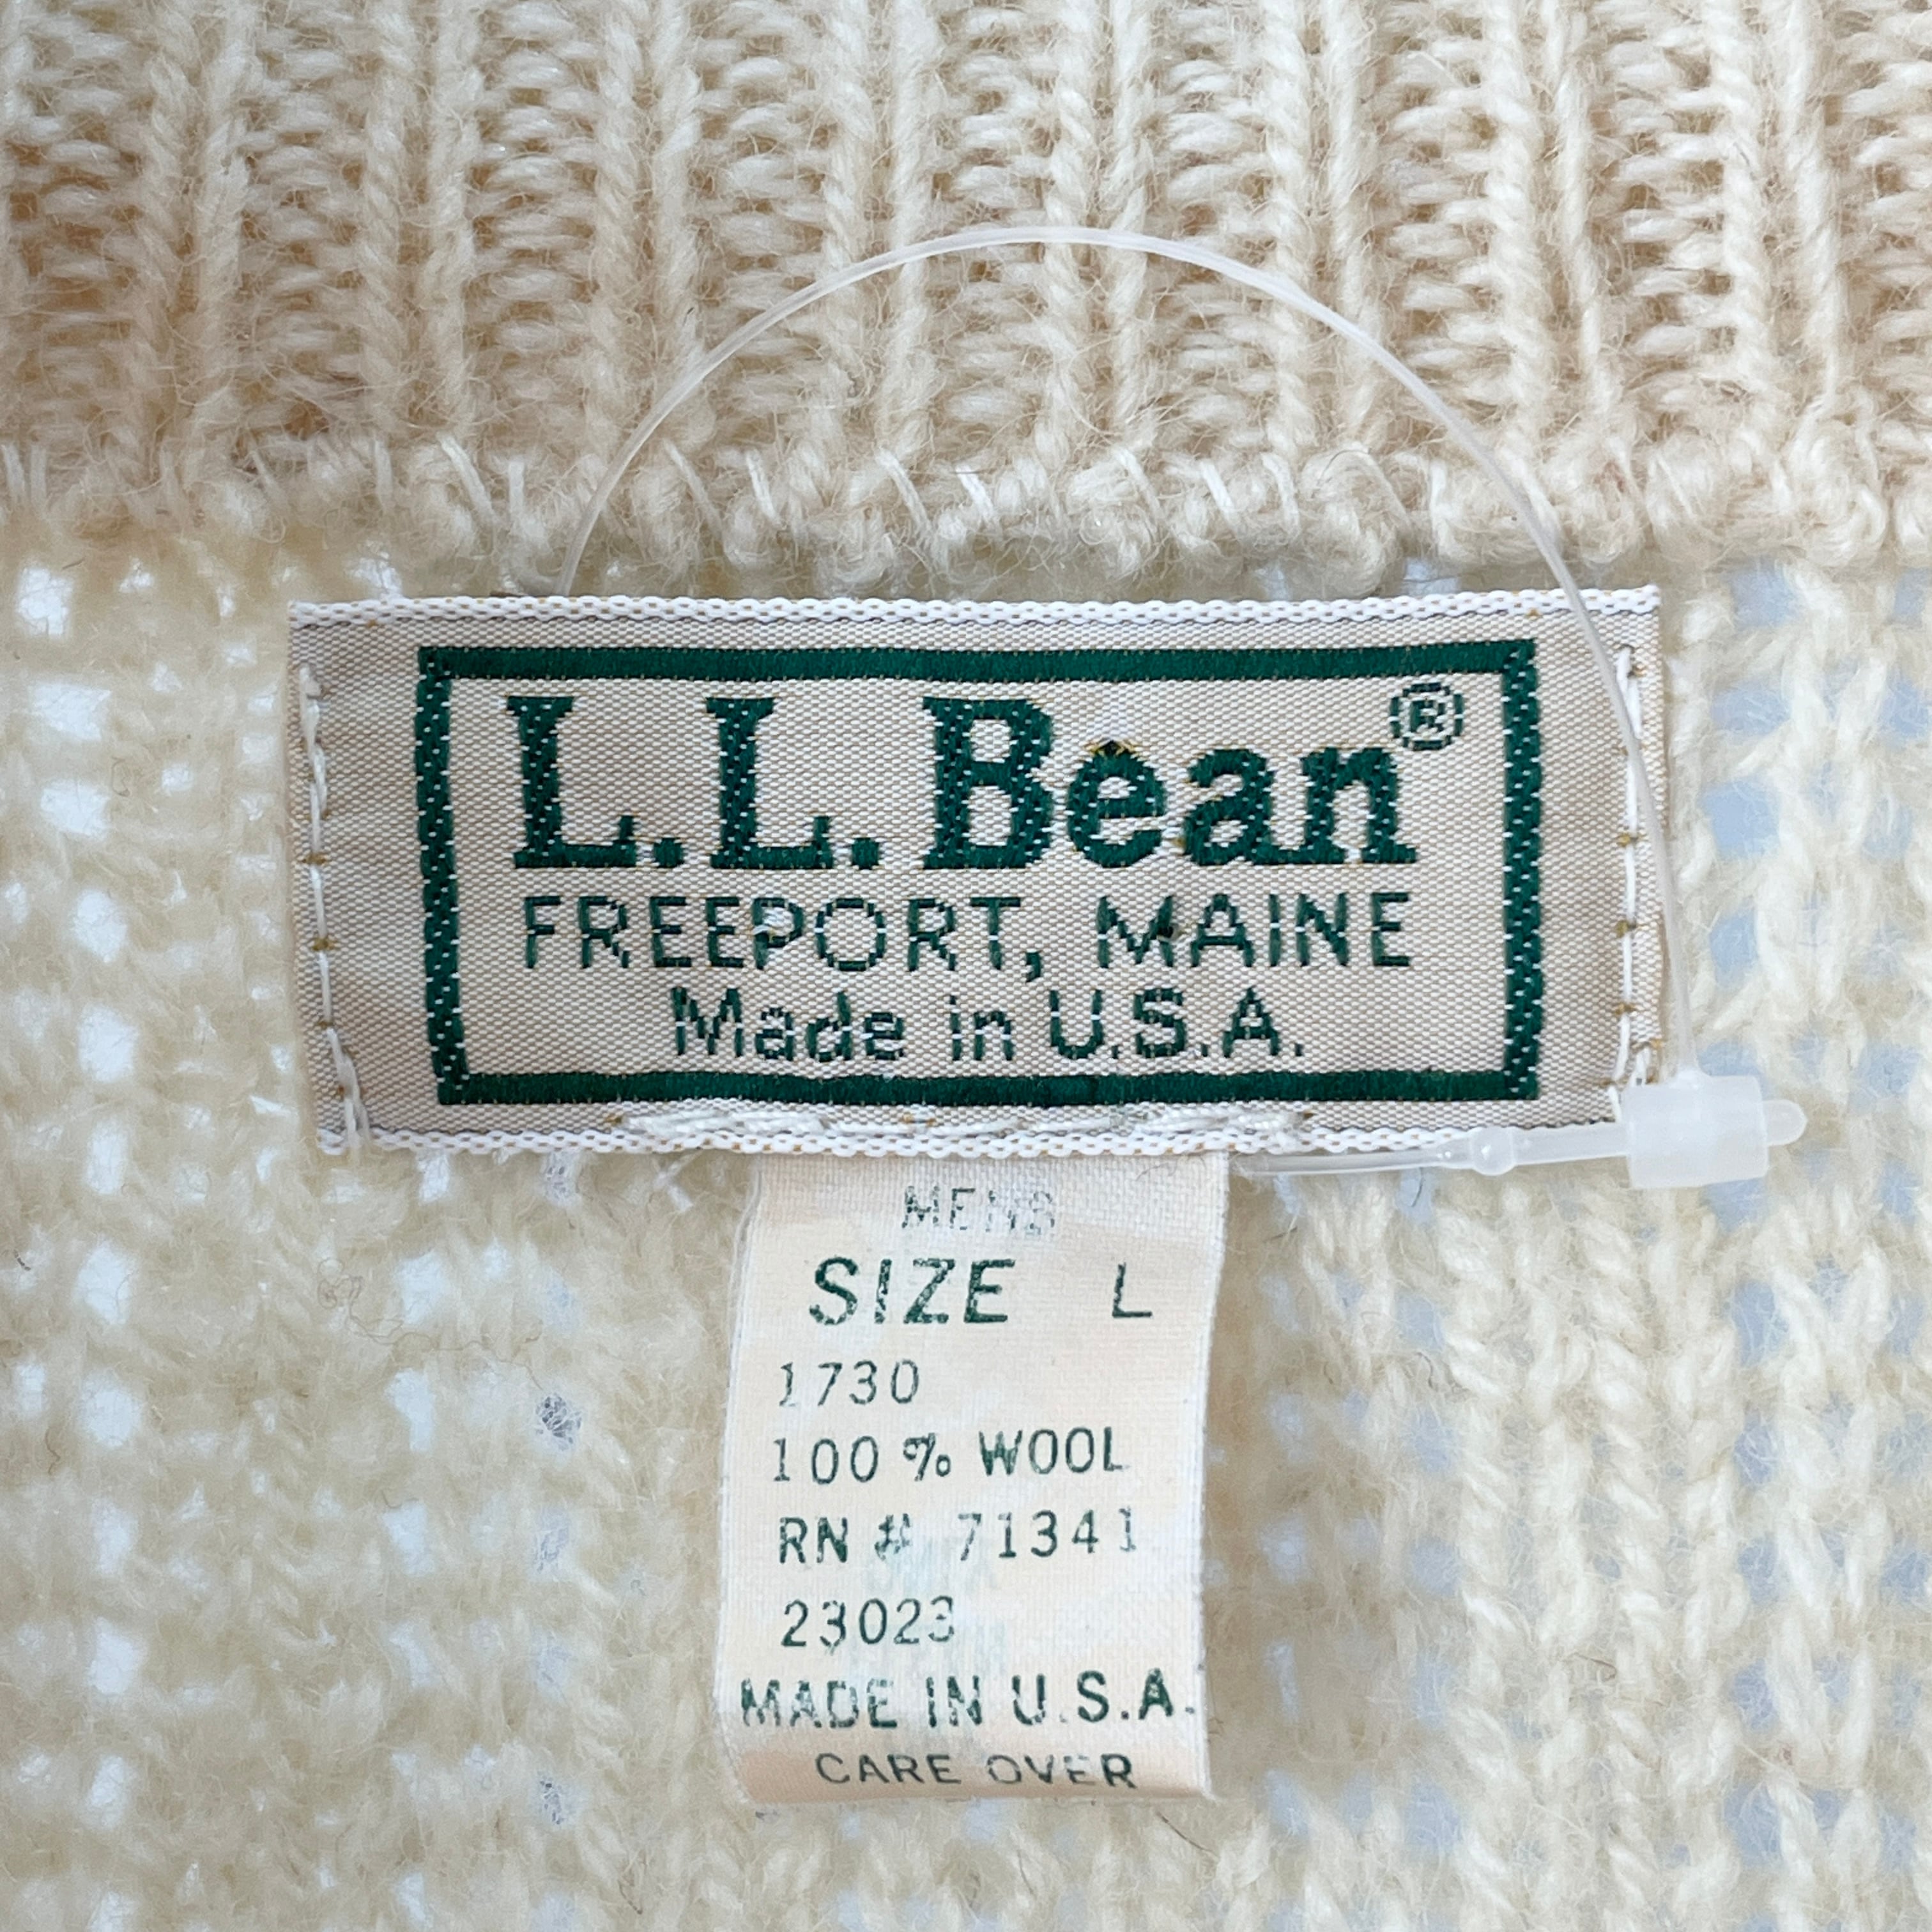 L.L.Bean®
FREEPORT, MAINE
Made in U.S.A.
MENS
SIZE L
1730
100% WOOL
RN # 71341
23023
MADE IN U.S.A.
CARE OVER